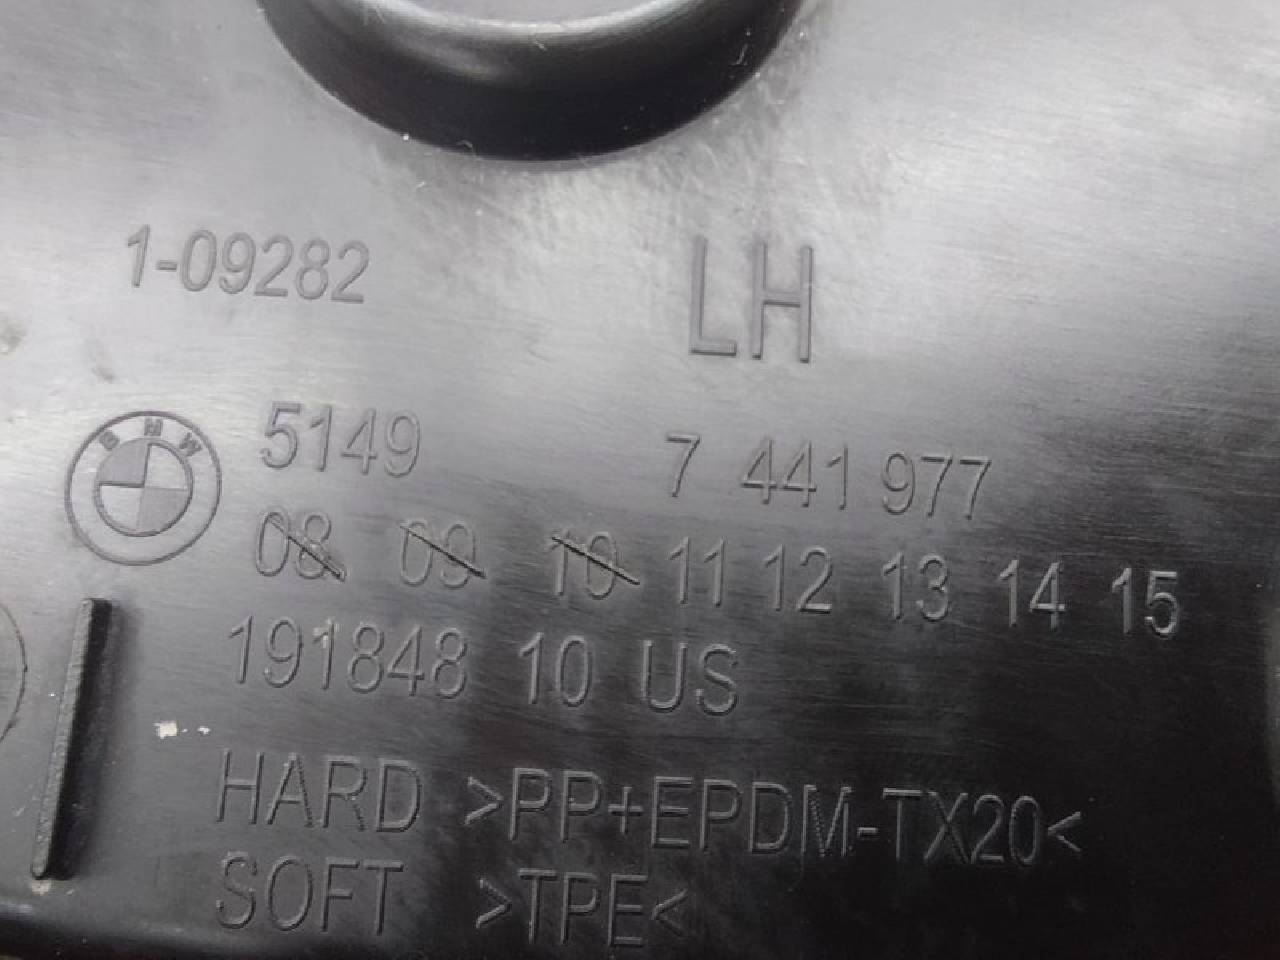 1-09282
LH
BMW
5149 7 441 977
08 09 10 11 12 13 14 15
191848 10 US
HARD >PP+EPDM-TX20<
SOFT >TPE<